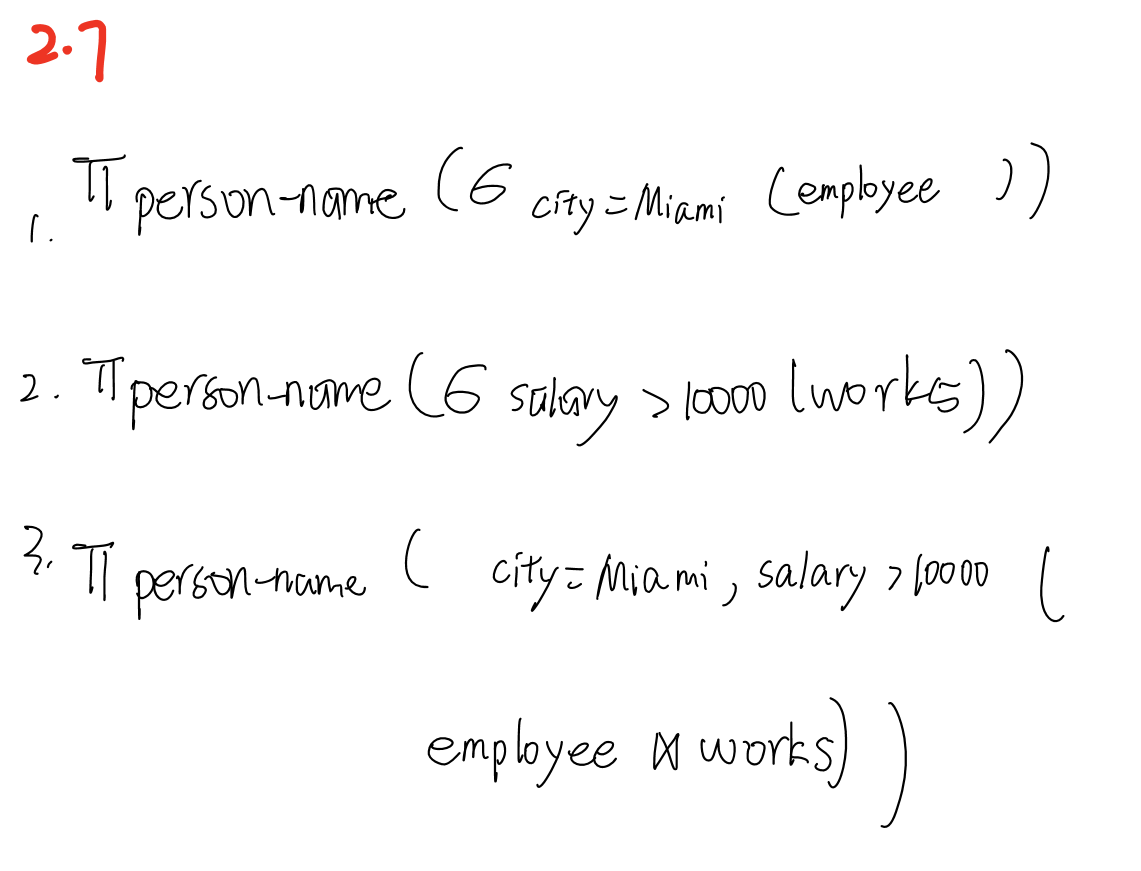 2.7
1. π person-name (σ city=Miami (employee ))
2. π person-name (σ salary > 10000 (works))
3. π person-name ( city=Miami, salary >10000 (
employee ⋈ works))